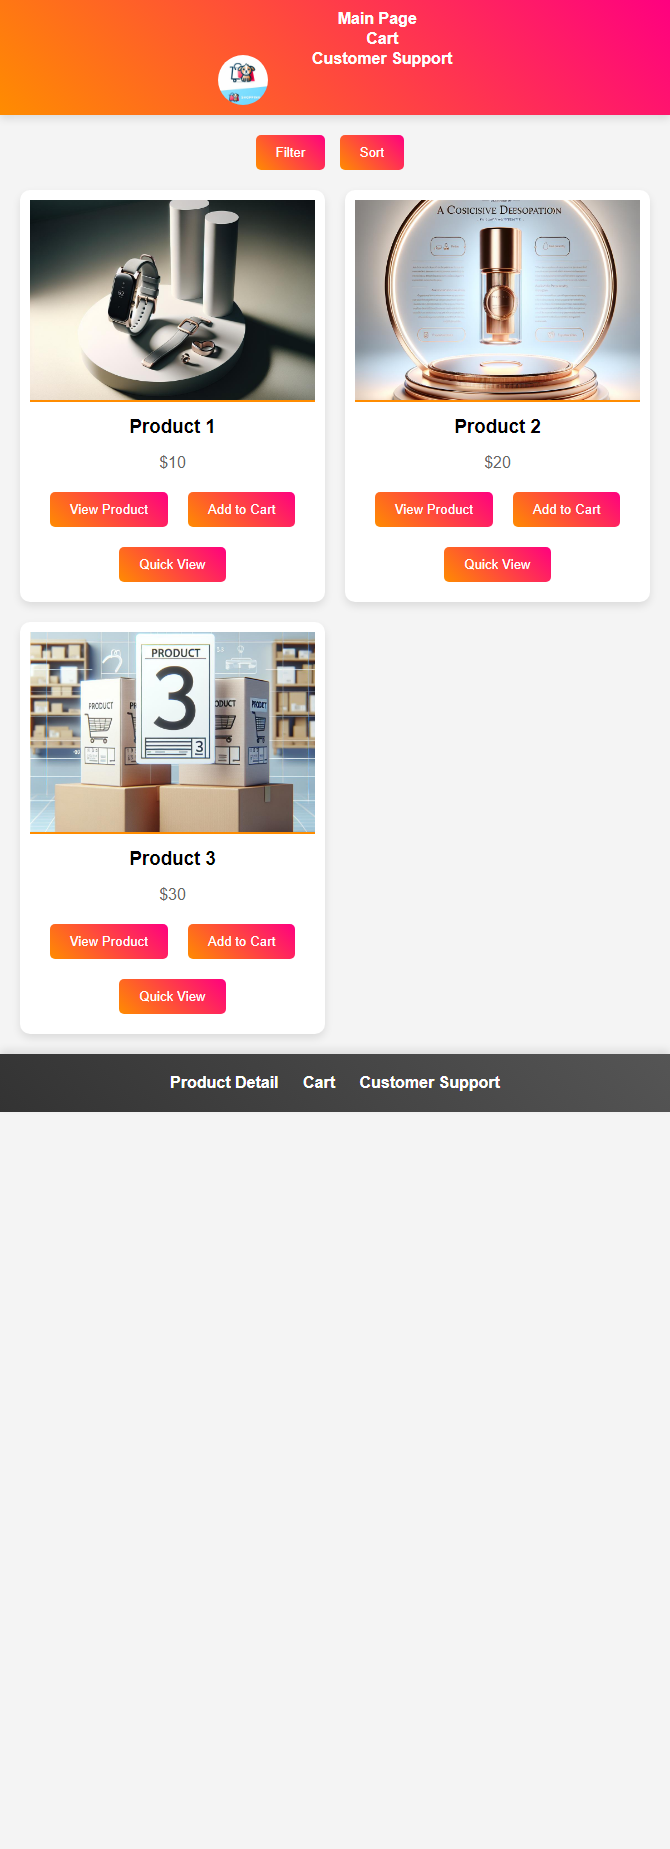 Main Page
Cart
Customer Support
Filter
Sort
A COSICISIVE DEESOPATION
Product 1
$10
View Product
Add to Cart
Quick View
Product 2
$20
View Product
Add to Cart
Quick View
PRODUCT
3
PRODUCT
3
Product 3
$30
View Product
Add to Cart
Quick View
Product Detail
Cart
Customer Support